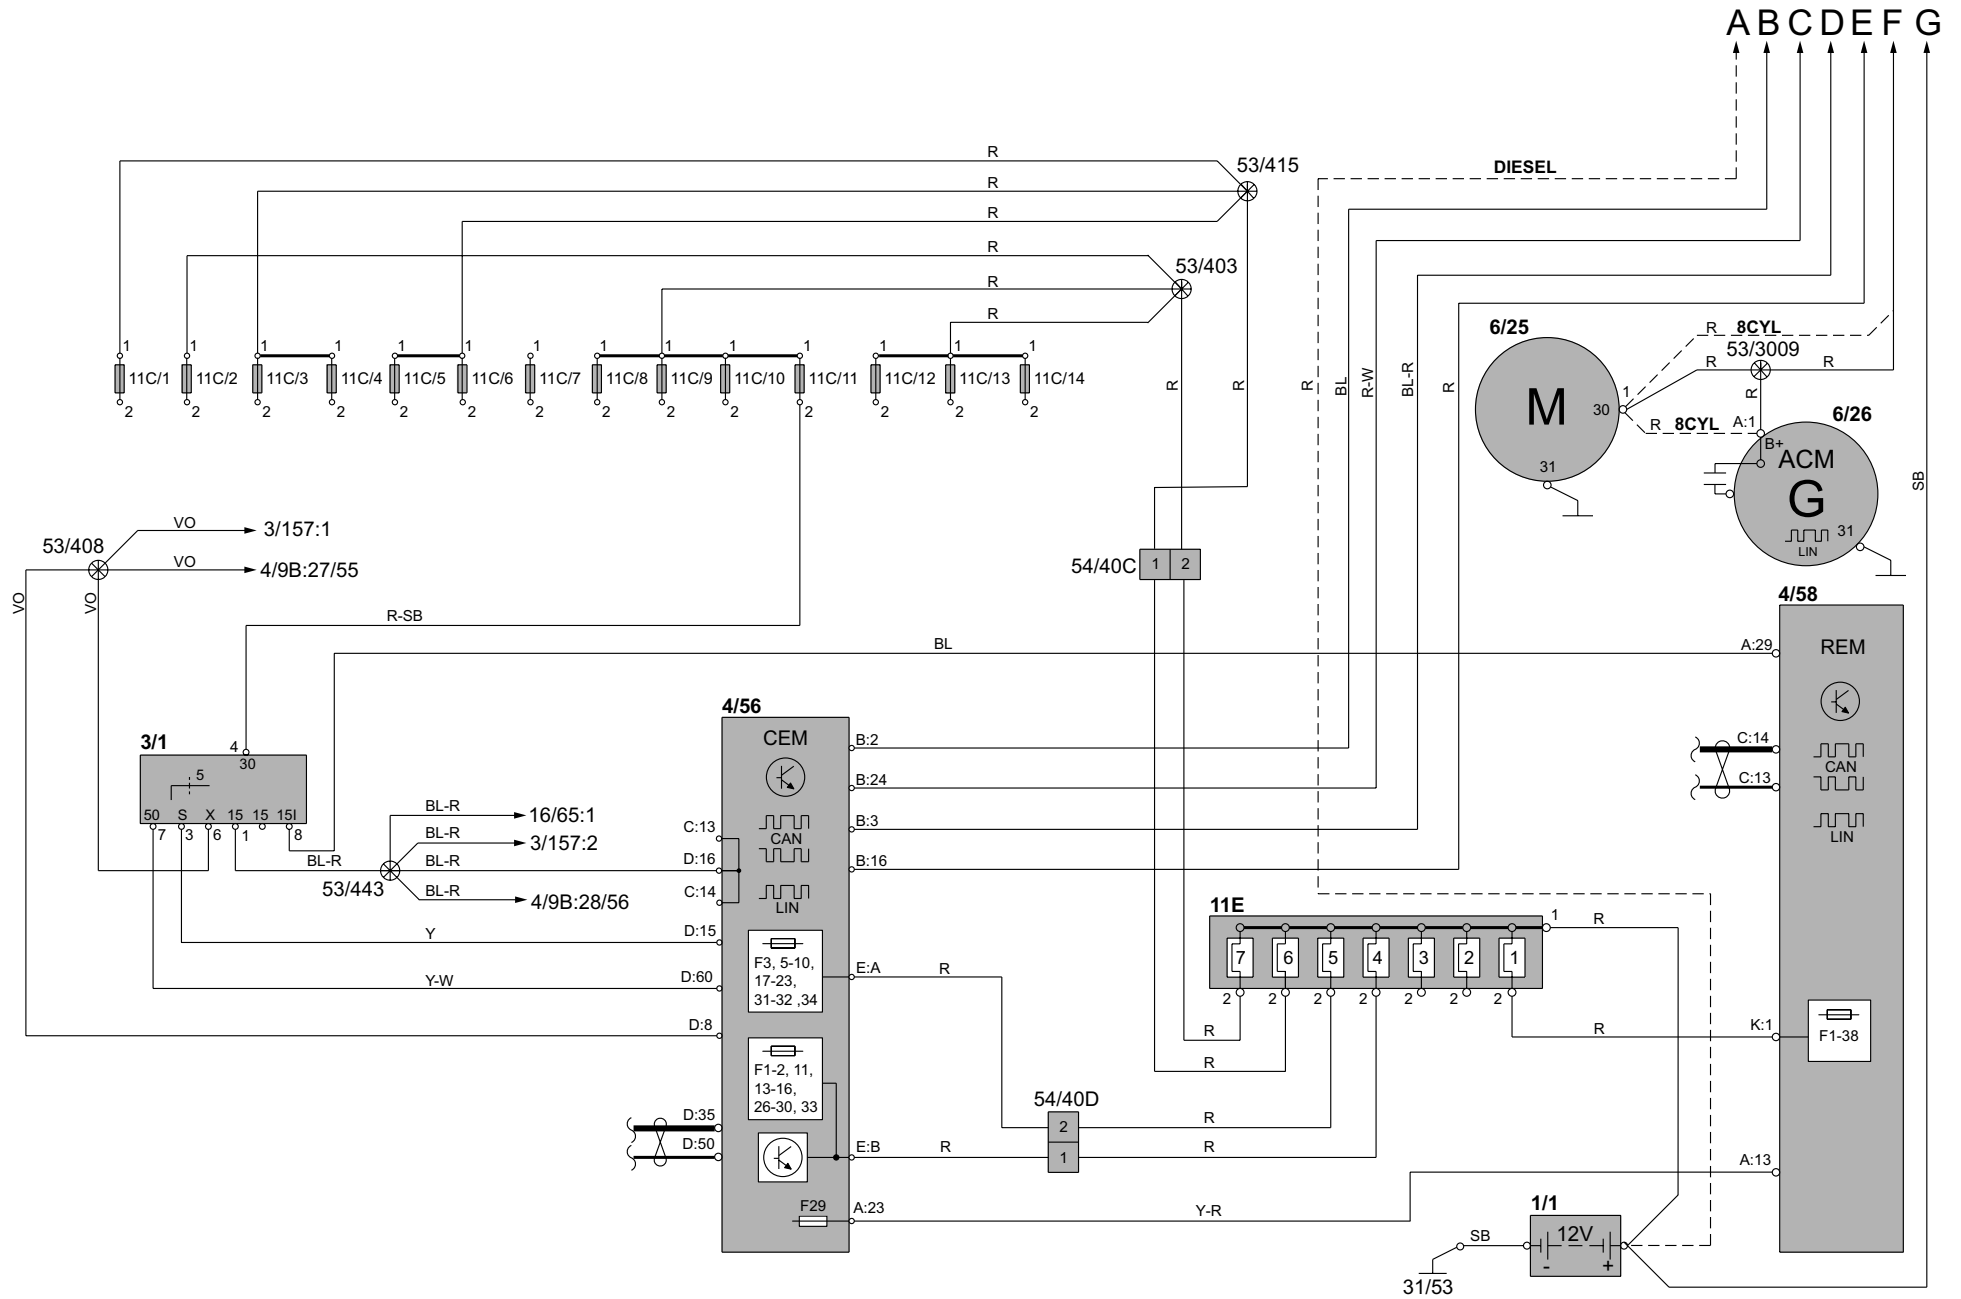 A B C D E F G
DIESEL
R
53/415
R
R
R
53/403
R
R
1 1 1 1 1 1 1 1 1 1 1 1 1 1
11C/1 11C/2 11C/3 11C/4 11C/5 11C/6 11C/7 11C/8 11C/9 11C/10 11C/11 11C/12 11C/13 11C/14
2 2 2 2 2 2 2 2 2 2 2 2 2 2
R R R BL R-W BL-R R
6/25
M
1
30
31
R 8CYL
53/3009
R R
R
R 8CYL A:1
6/26
B+
ACM
G
LIN
31
SB
53/408
VO 3/157:1
VO 4/9B:27/55
VO VO
54/40C 1 2
R-SB
BL
4/58
A:29
REM
C:14
CAN
C:13
LIN
K:1
F1-38
A:13
3/1
4
30
5
50 S X 15 15 15I
7 3 6 1 8
BL-R 16/65:1
BL-R 3/157:2
BL-R BL-R
53/443
BL-R 4/9B:28/56
Y
Y-W
4/56
CEM
CAN
LIN
C:13
D:16
C:14
D:15
D:60
D:8
D:35
D:50
B:2
B:24
B:3
B:16
F3, 5-10,
17-23,
31-32 ,34
E:A R
F1-2, 11,
13-16,
26-30, 33
E:B R
F29
A:23
Y-R
11E
1 R
7 6 5 4 3 2 1
2 2 2 2 2 2 2
R R
R
54/40D
2 R
1 R
1/1
12V
- +
SB
31/53